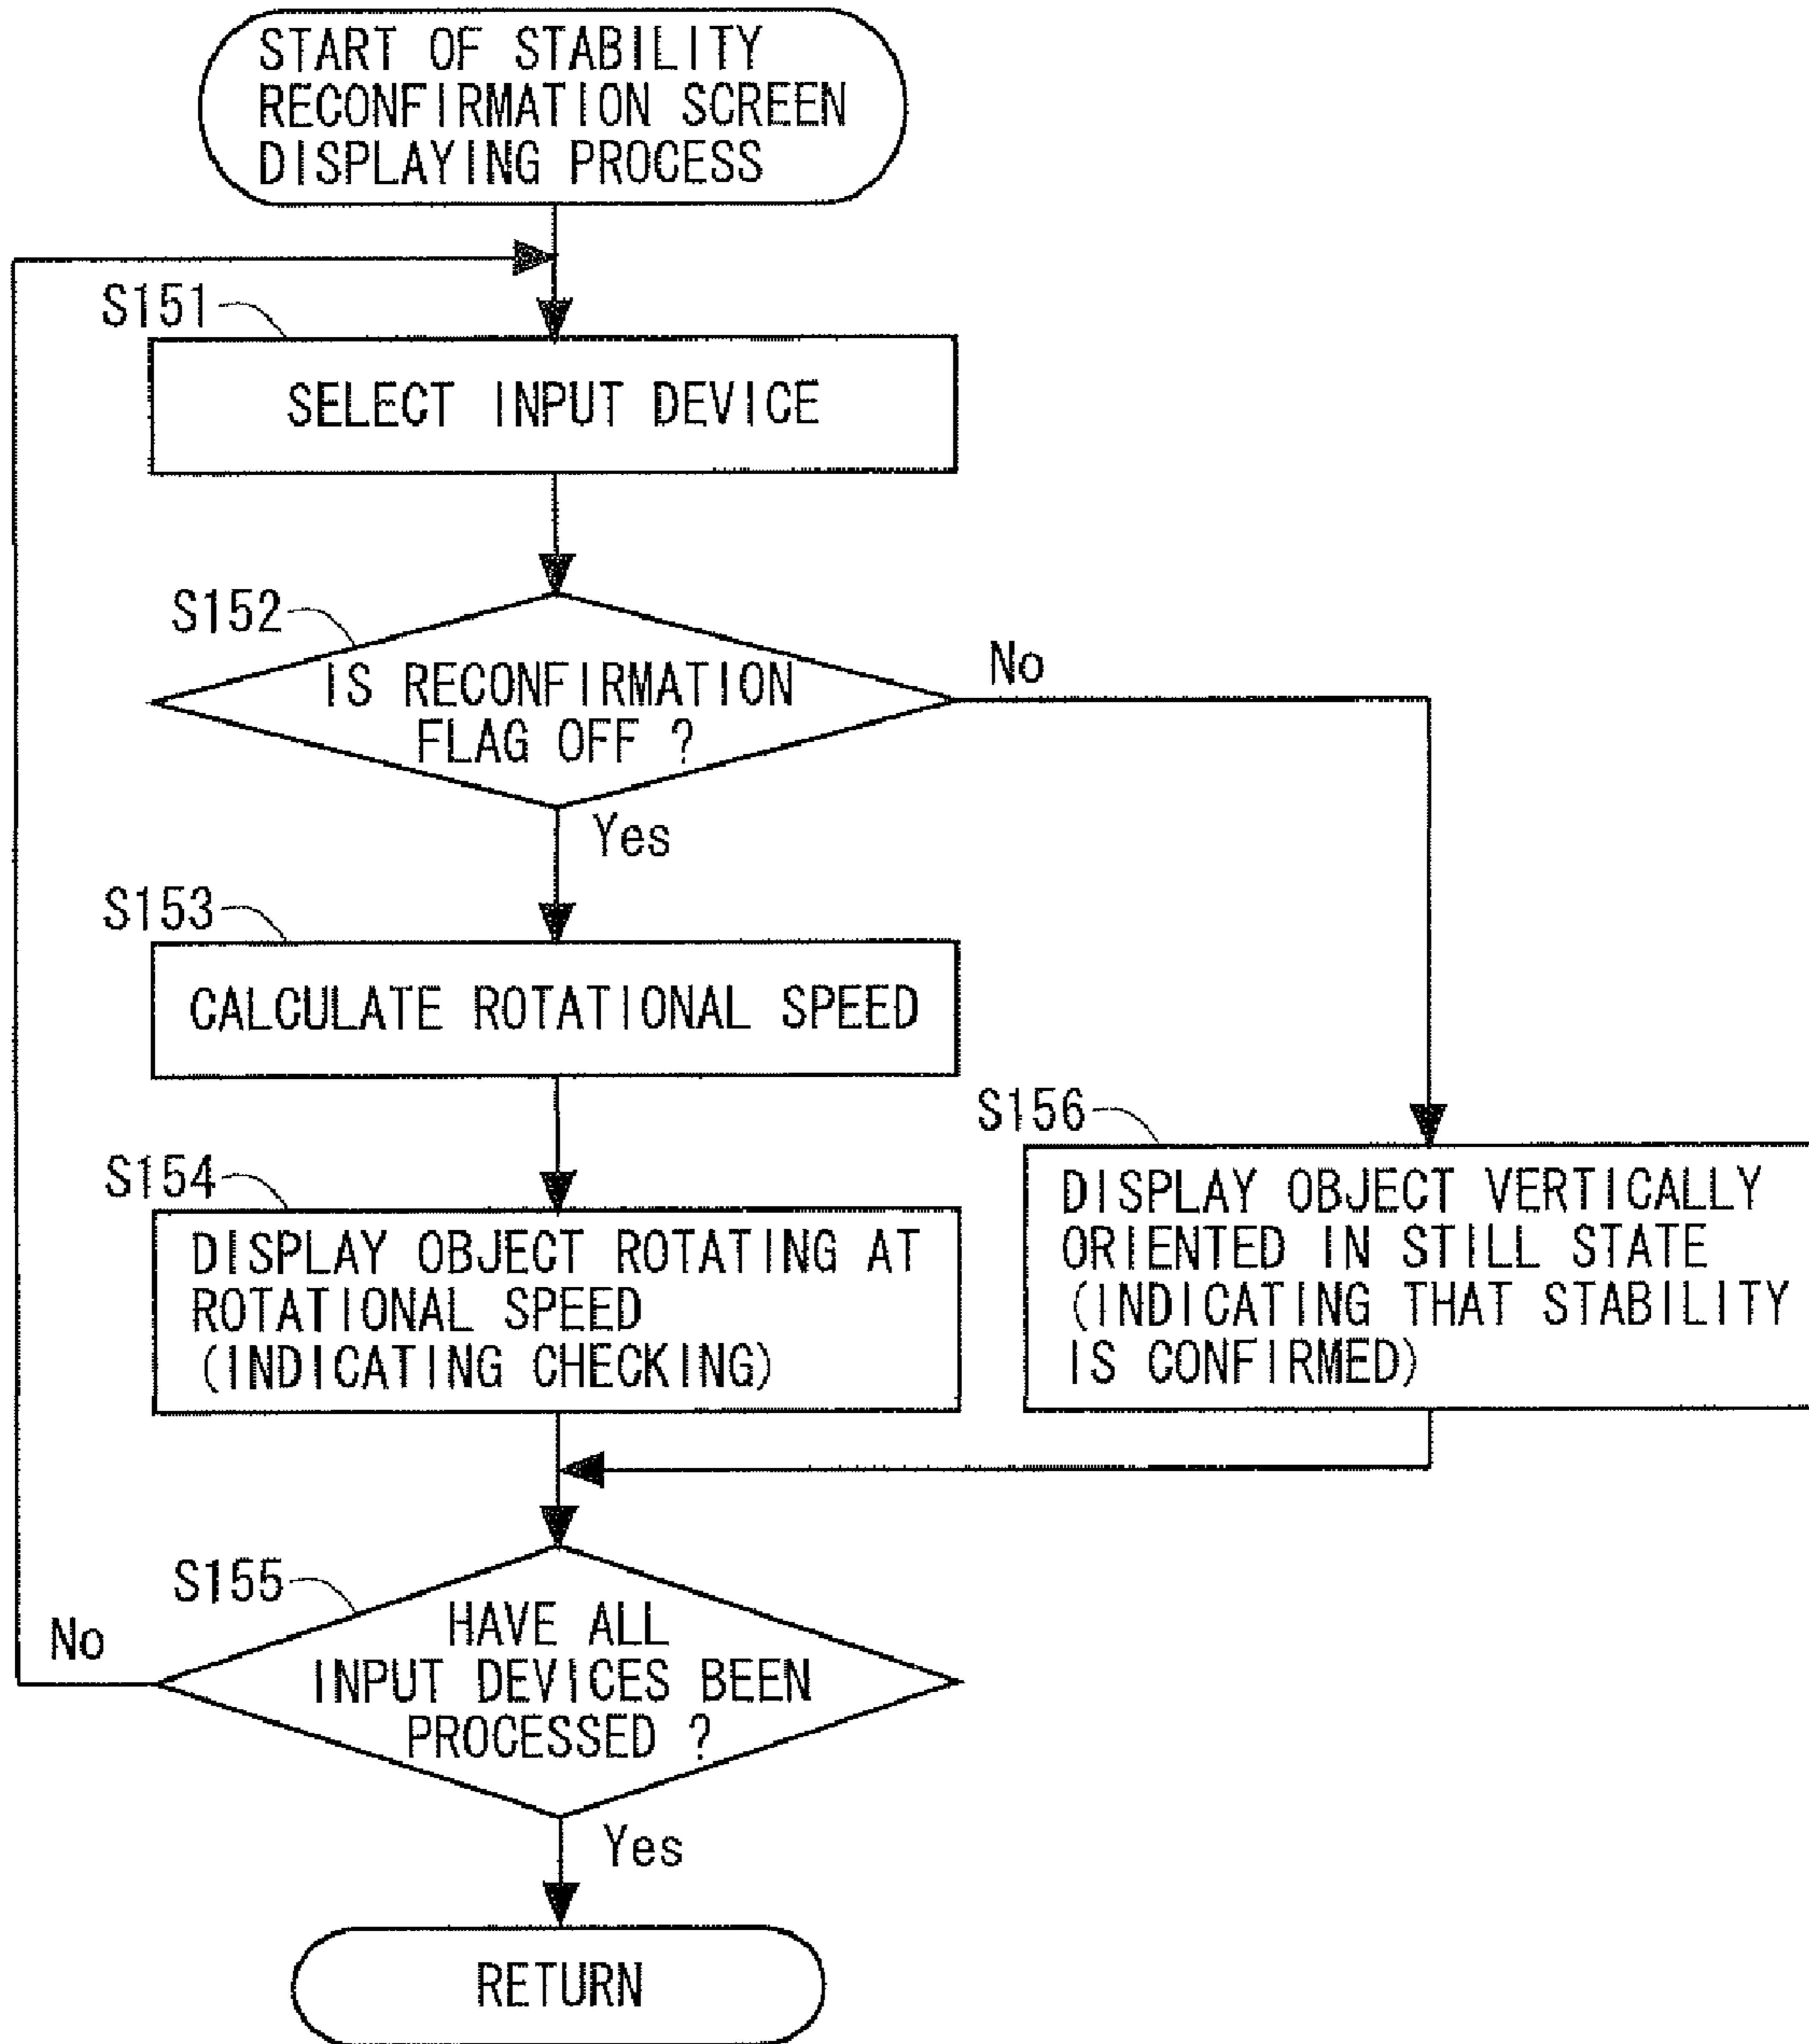 START OF STABILITY
RECONFIRMATION SCREEN
DISPLAYING PROCESS
S151
SELECT INPUT DEVICE
S152
IS RECONFIRMATION
FLAG OFF ?
No
Yes
S153
CALCULATE ROTATIONAL SPEED
S154
DISPLAY OBJECT ROTATING AT
ROTATIONAL SPEED
(INDICATING CHECKING)
S156
DISPLAY OBJECT VERTICALLY
ORIENTED IN STILL STATE
(INDICATING THAT STABILITY
IS CONFIRMED)
S155
HAVE ALL
INPUT DEVICES BEEN
PROCESSED ?
No
Yes
RETURN